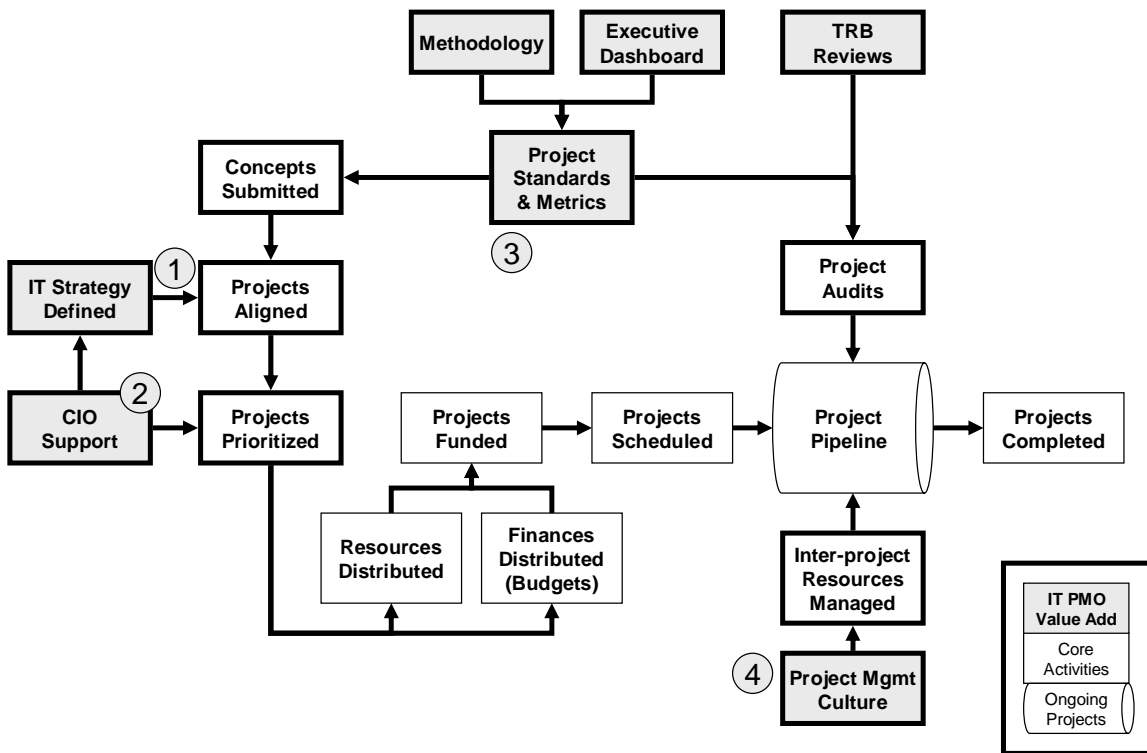 Methodology
Executive
Dashboard
TRB
Reviews
Concepts
Submitted
Project
Standards
& Metrics
3
1
IT Strategy
Defined
Projects
Aligned
Project
Audits
2
CIO
Support
Projects
Prioritized
Projects
Funded
Projects
Scheduled
Project
Pipeline
Projects
Completed
Resources
Distributed
Finances
Distributed
(Budgets)
Inter-project
Resources
Managed
4
Project Mgmt
Culture
IT PMO
Value Add
Core
Activities
Ongoing
Projects